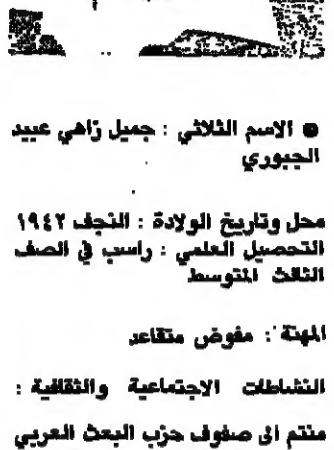 ● الاسم الثلاثي : جميل زاهي عبيد
الجبوري
محل وتاريخ الولادة : النجف ١٩٤٢
التحصيل العلمي : راسب في الصف
الثالث المتوسط
المهنة : مفوض متقاعد
النشاطات الاجتماعية والثقافية :
منتم الى صفوف حزب البعث العربي